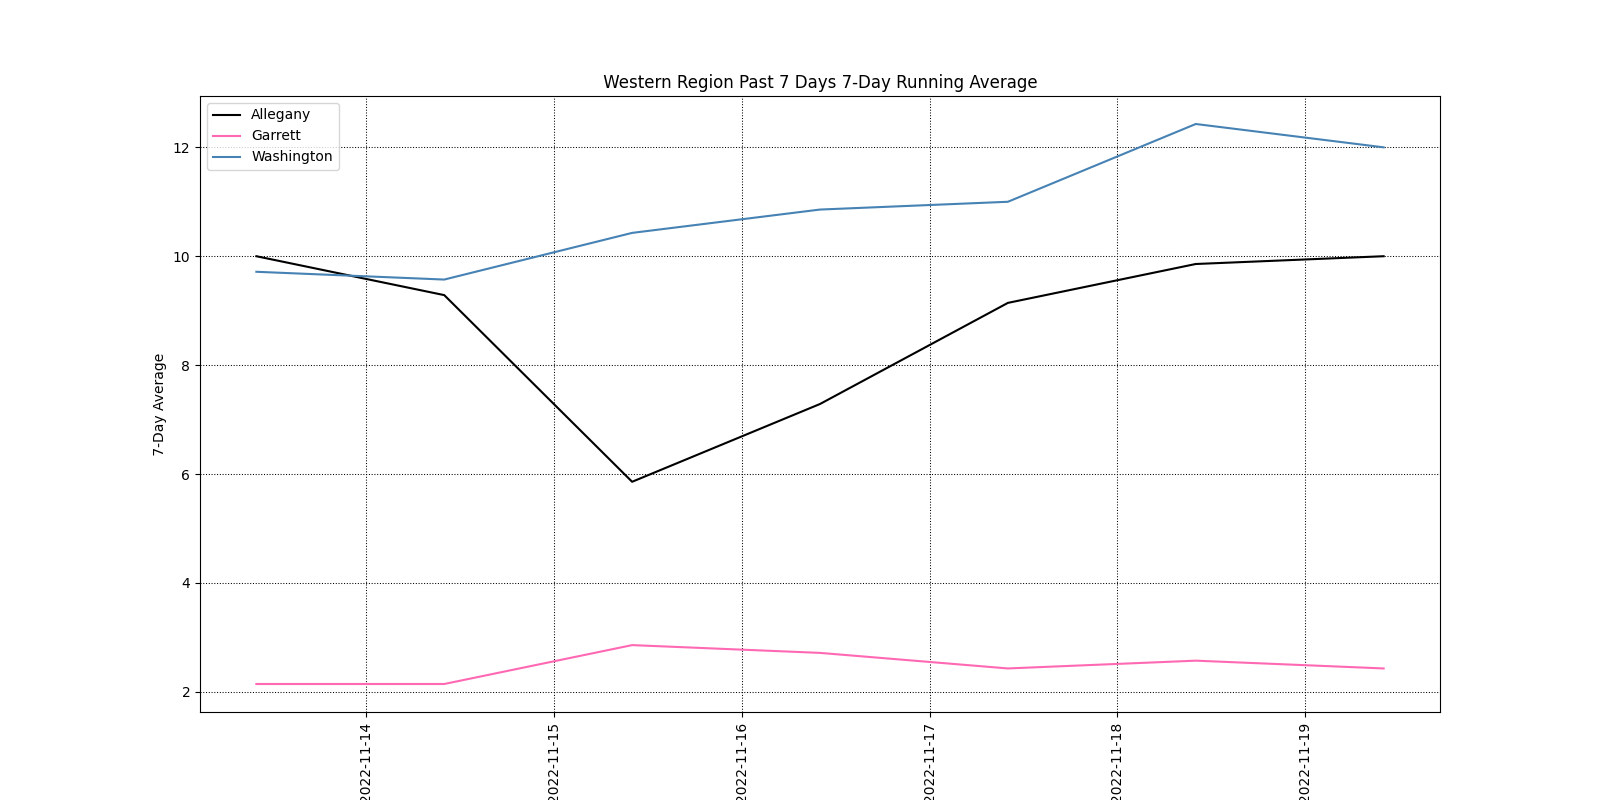 Western Region Past 7 Days 7-Day Running Average
Allegany
Garrett
Washington
12
10
8
6
4
2
7-Day Average
2022-11-14
2022-11-15
2022-11-16
2022-11-17
2022-11-18
2022-11-19